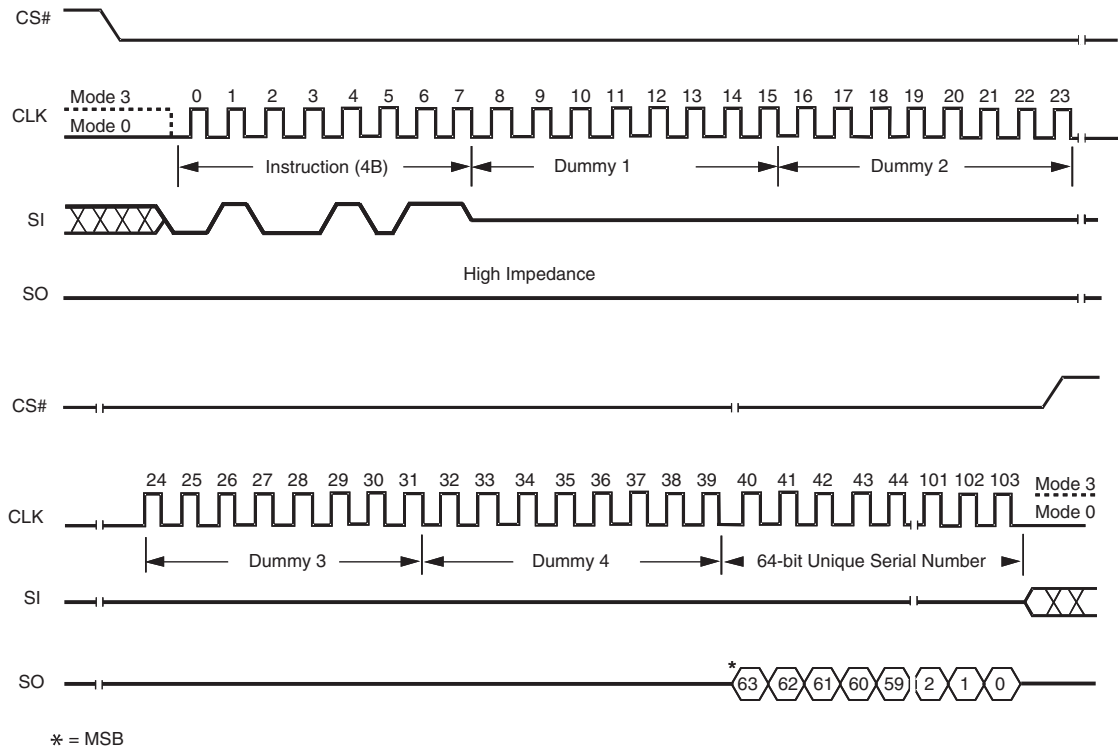 CS#
Mode 3
0 1 2 3 4 5 6 7 8 9 10 11 12 13 14 15 16 17 18 19 20 21 22 23
CLK
Mode 0
Instruction (4B) Dummy 1 Dummy 2
SI
High Impedance
SO
CS#
24 25 26 27 28 29 30 31 32 33 34 35 36 37 38 39 40 41 42 43 44 101 102 103
Mode 3
CLK
Mode 0
Dummy 3 Dummy 4 64-bit Unique Serial Number
SI
*
SO
63 62 61 60 59 2 1 0
* = MSB